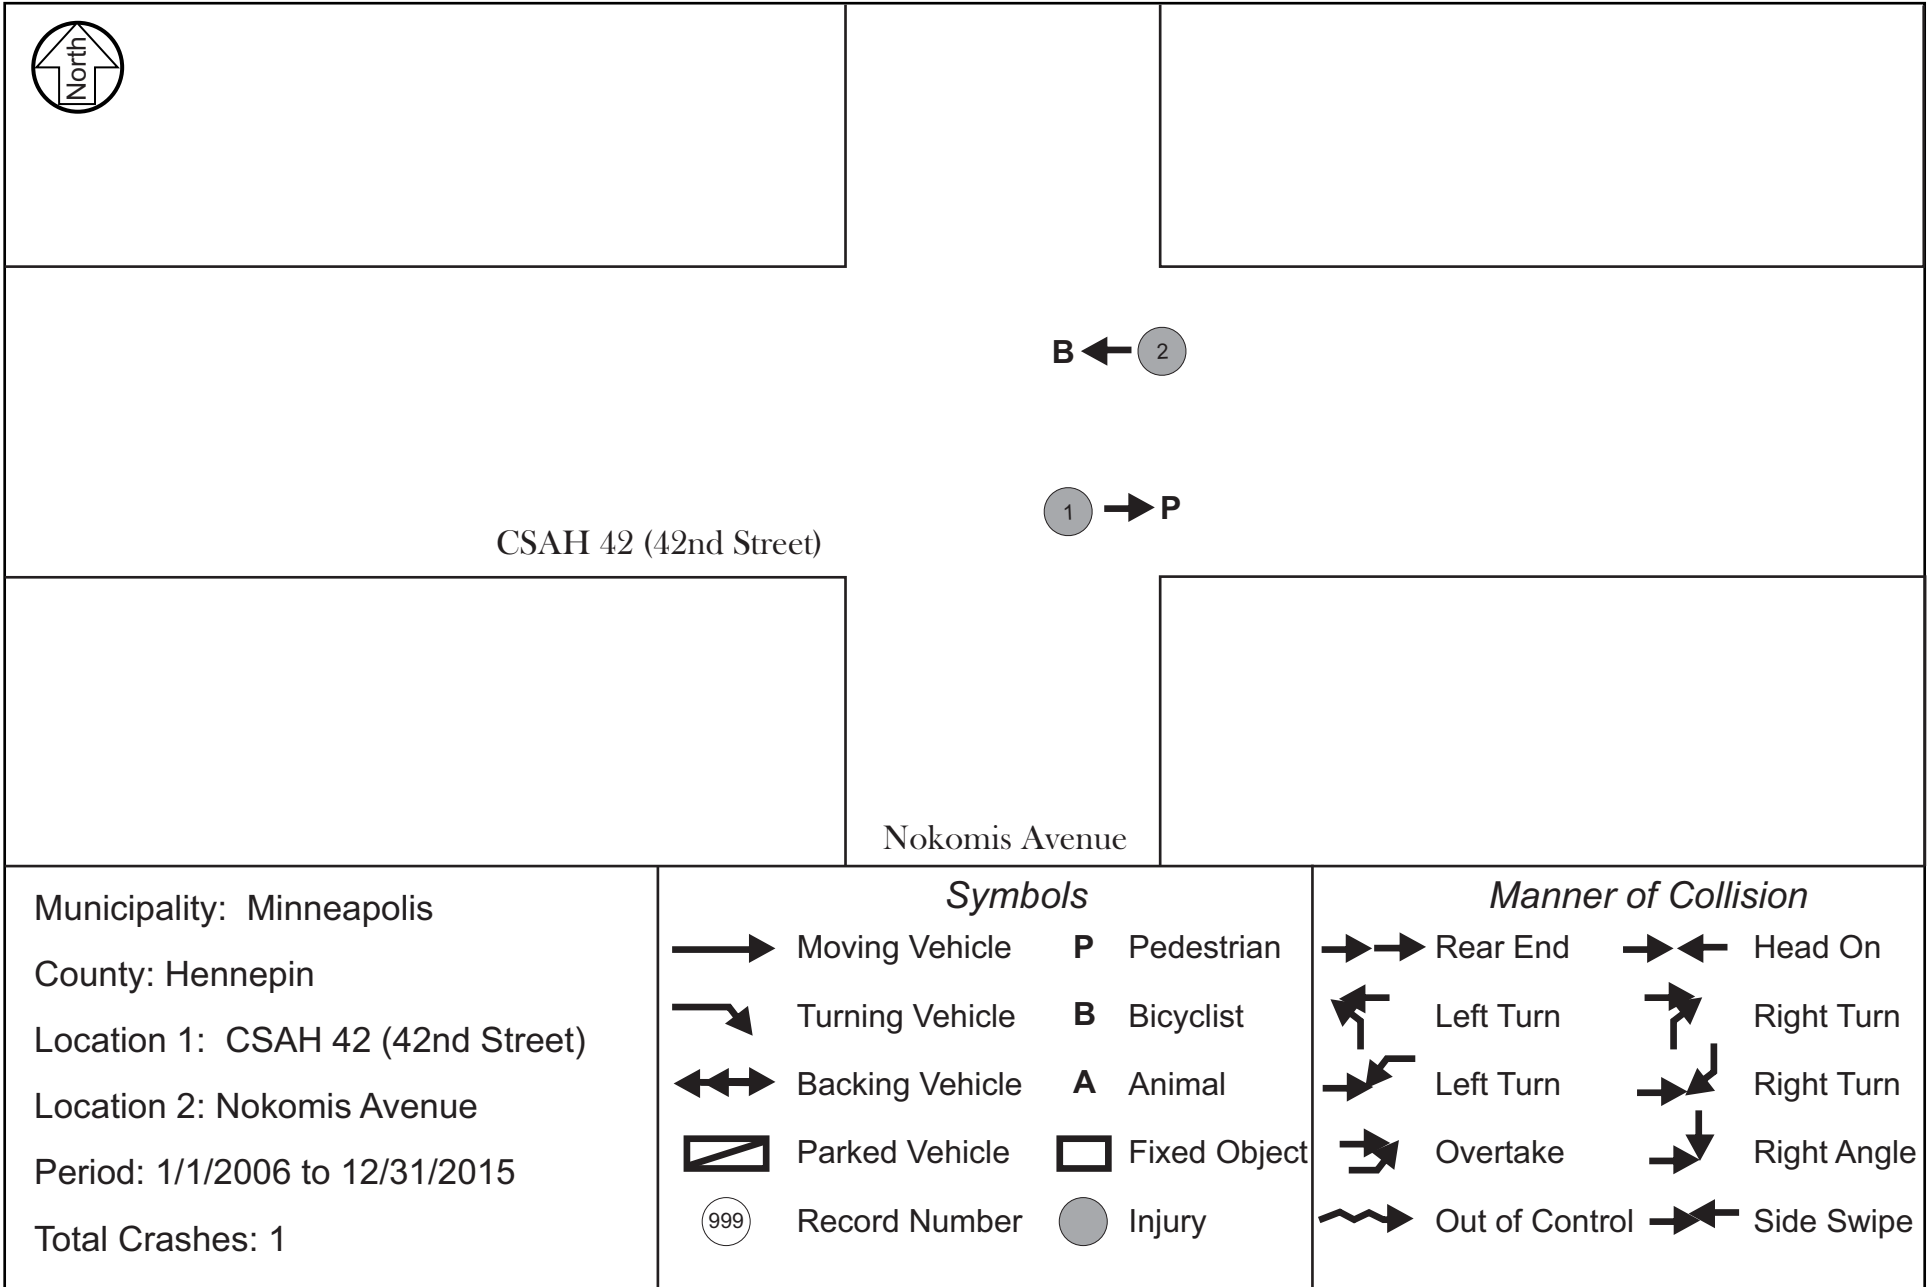 North
B
2
1
P
CSAH 42 (42nd Street)
Nokomis Avenue
Municipality: Minneapolis
County: Hennepin
Location 1: CSAH 42 (42nd Street)
Location 2: Nokomis Avenue
Period: 1/1/2006 to 12/31/2015
Total Crashes: 1
Symbols
Moving Vehicle P Pedestrian
Turning Vehicle B Bicyclist
Backing Vehicle A Animal
Parked Vehicle Fixed Object
999 Record Number Injury
Manner of Collision
Rear End Head On
Left Turn Right Turn
Left Turn Right Turn
Overtake Right Angle
Out of Control Side Swipe